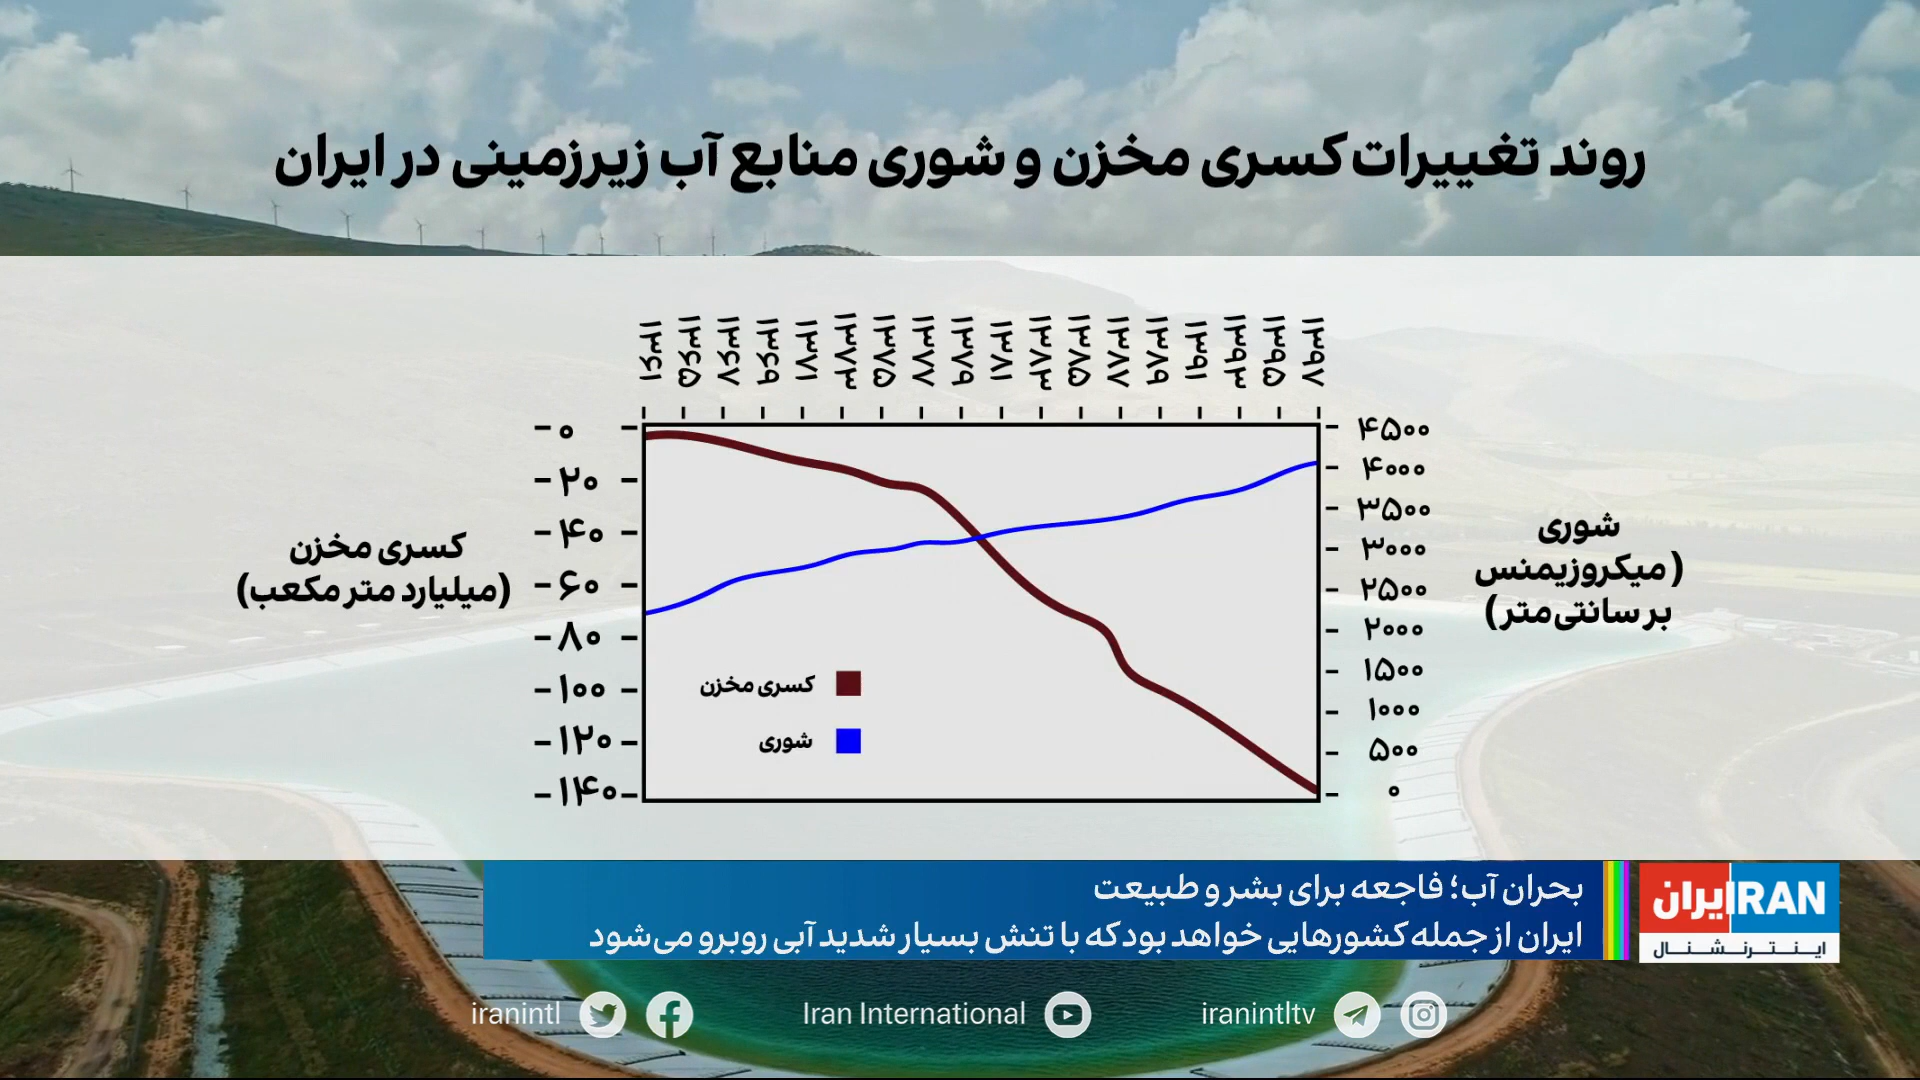 روند تغییرات کسری مخزن و شوری منابع آب زیرزمینی در ایران
۱۳۶۱
۱۳۶۵
۱۳۶۷
۱۳۶۹
۱۳۷۱
۱۳۷۳
۱۳۷۵
۱۳۷۷
۱۳۷۹
۱۳۸۱
۱۳۸۳
۱۳۸۵
۱۳۸۷
۱۳۸۹
۱۳۹۱
۱۳۹۳
۱۳۹۵
۱۳۹۷
-۰
-۲۰
-۴۰
-۶۰
-۸۰
-۱۰۰
-۱۲۰
-۱۴۰
کسری مخزن
(میلیارد متر مکعب)
۴۵۰۰
۴۰۰۰
۳۵۰۰
۳۰۰۰
۲۵۰۰
۲۰۰۰
۱۵۰۰
۱۰۰۰
۵۰۰
۰
شوری
(میکروزیمنس
بر سانتی‌متر)
کسری مخزن
شوری
بحران آب؛ فاجعه برای بشر و طبیعت
ایران از جمله کشورهایی خواهد بود که با تنش بسیار شدید آبی روبرو می‌شود
ایران IRAN
اینترنشنال
iranintl
Iran International
iranintltv